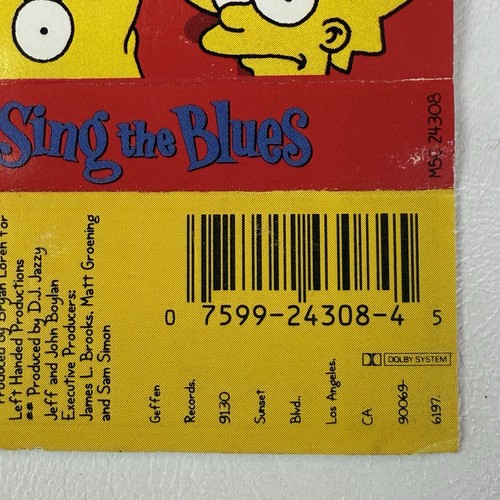 Sing the Blues
M5 24308
Produced by Bryan Loren for
Left Handed Productions
** Produced by D.J. Jazzy
Jeff and John Boylan
Executive Producers:
James L. Brooks, Matt Groening
and Sam Simon
0 7599-24308-4 5
DOLBY SYSTEM
Geffen
Records.
9130
Sunset
Blvd.,
Los Angeles,
CA
90069-
6197.